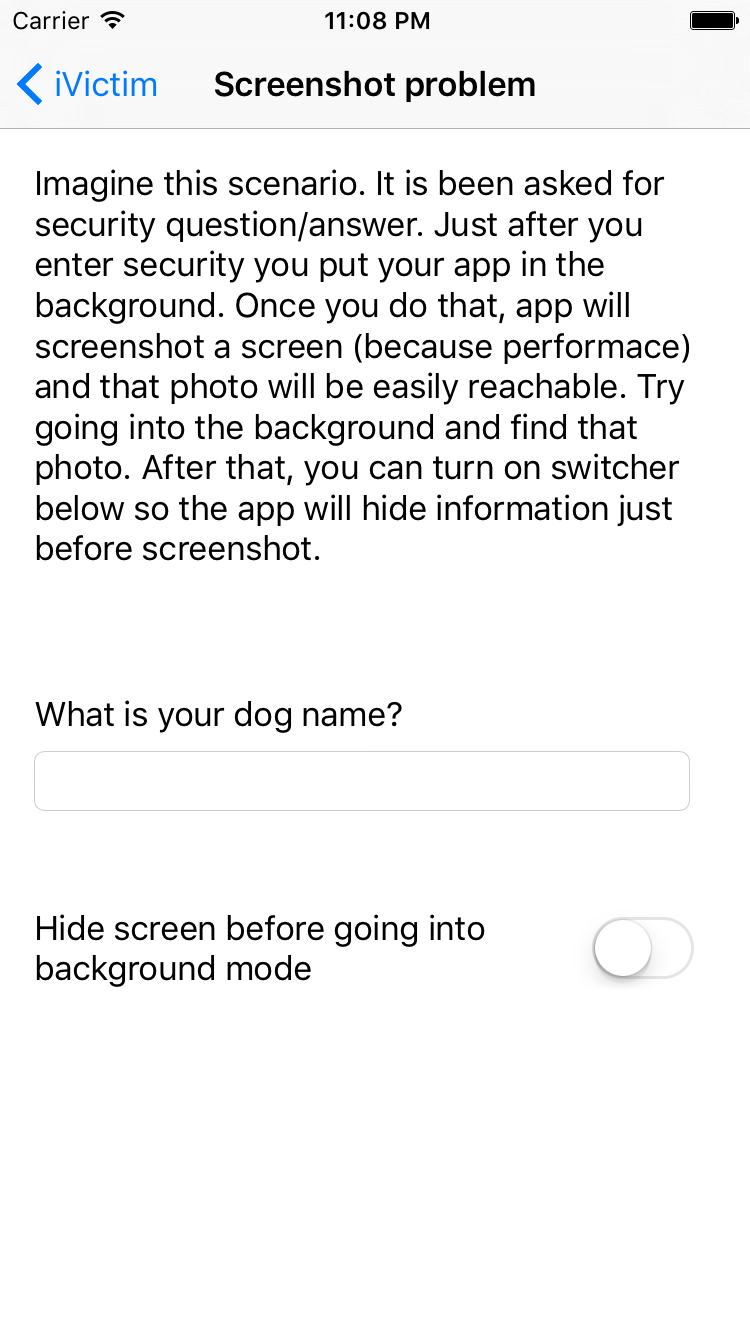 Carrier 11:08 PM
iVictim Screenshot problem
Imagine this scenario. It is been asked for
security question/answer. Just after you
enter security you put your app in the
background. Once you do that, app will
screenshot a screen (because performace)
and that photo will be easily reachable. Try
going into the background and find that
photo. After that, you can turn on switcher
below so the app will hide information just
before screenshot.
What is your dog name?
Hide screen before going into
background mode